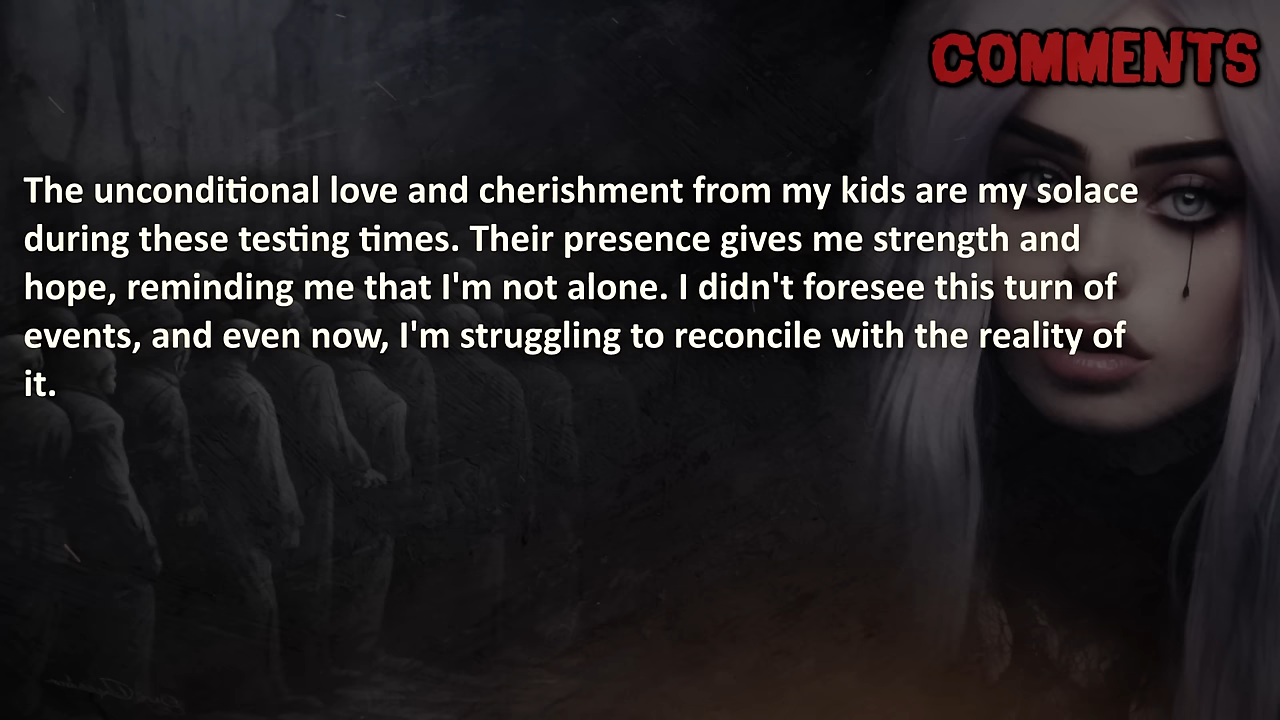 COMMENTS
The unconditional love and cherishment from my kids are my solace
during these testing times. Their presence gives me strength and
hope, reminding me that I'm not alone. I didn't foresee this turn of
events, and even now, I'm struggling to reconcile with the reality of
it.